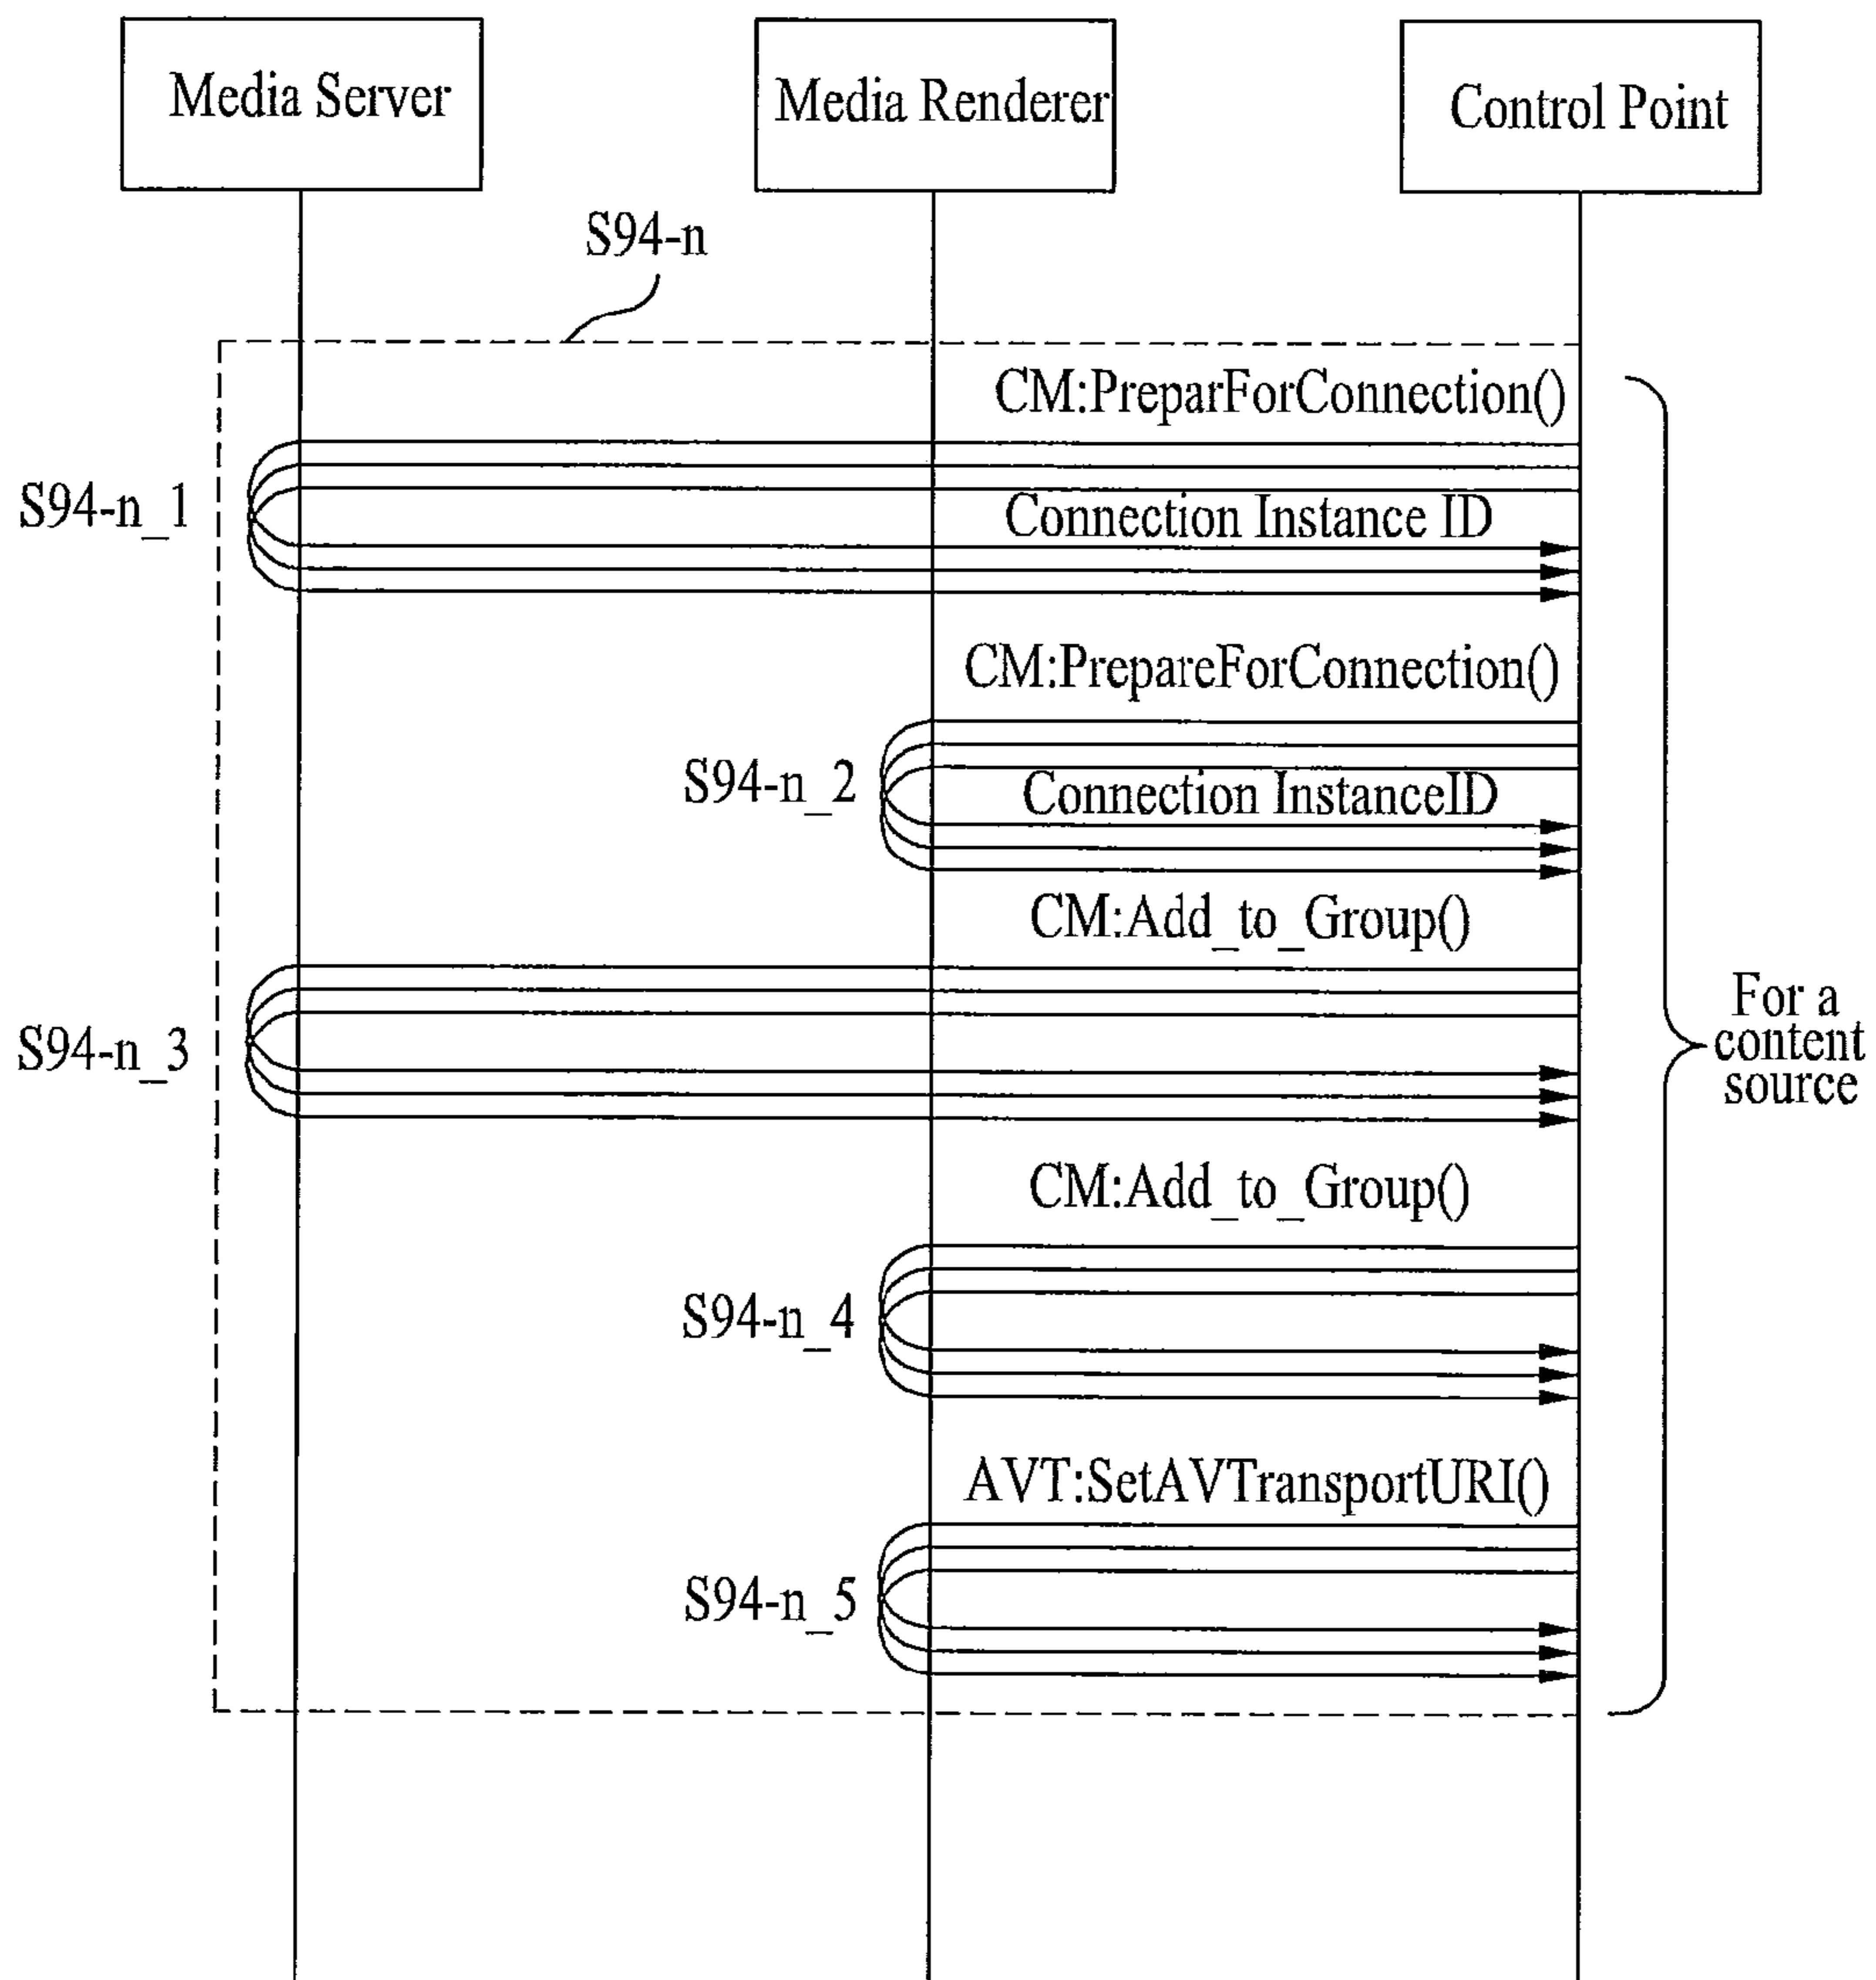 Media Server
Media Renderer
Control Point
S94-n
CM:PreparForConnection()
S94-n_1
Connection Instance ID
CM:PrepareForConnection()
S94-n_2
Connection InstanceID
CM:Add_to_Group()
For a
content
source
S94-n_3
CM:Add_to_Group()
S94-n_4
AVT:SetAVTransportURI()
S94-n_5